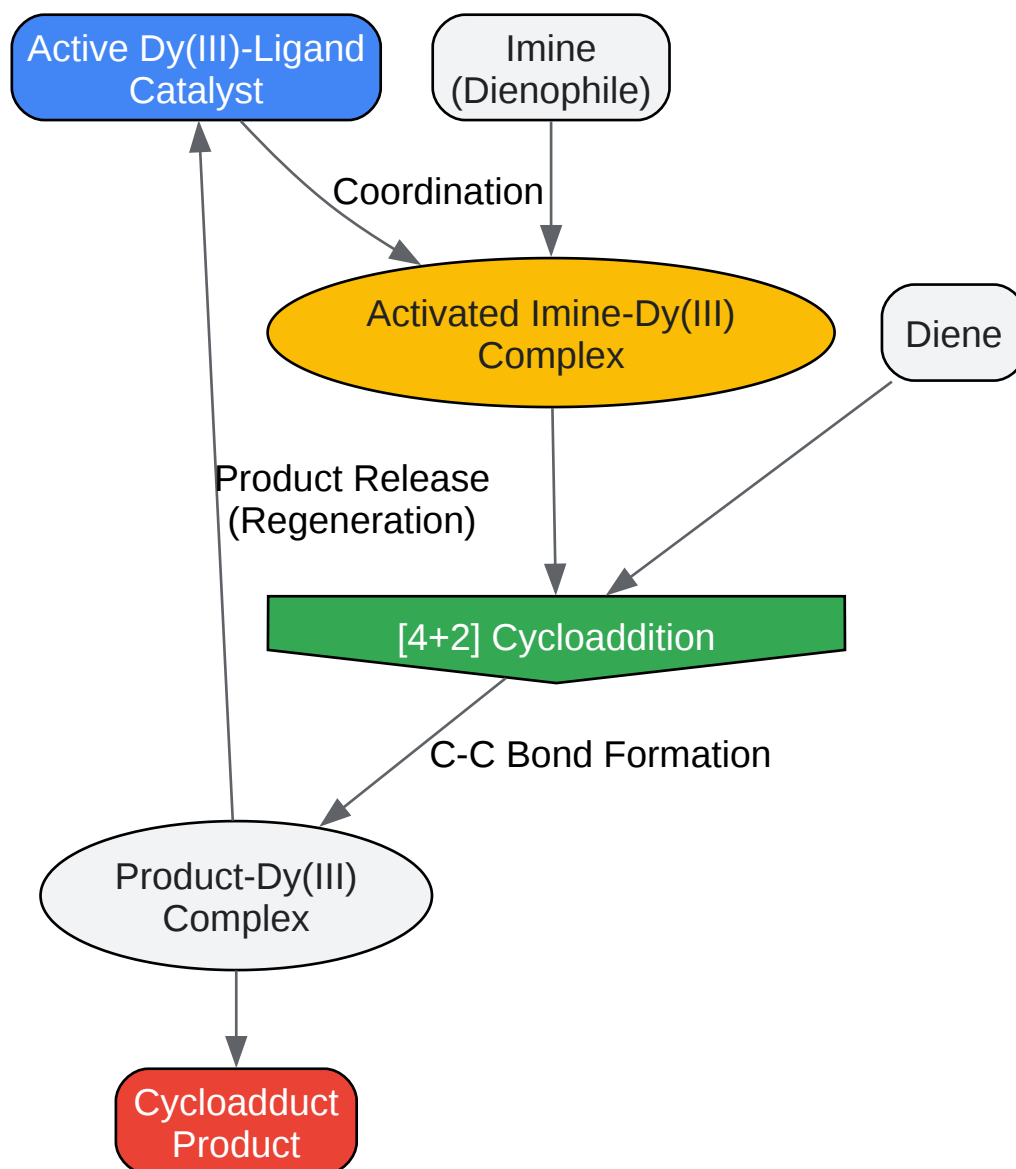 Active Dy(III)-Ligand
Catalyst
Imine
(Dienophile)
Coordination
Activated Imine-Dy(III)
Complex
Diene
Product Release
(Regeneration)
[4+2] Cycloaddition
C-C Bond Formation
Product-Dy(III)
Complex
Cycloadduct
Product